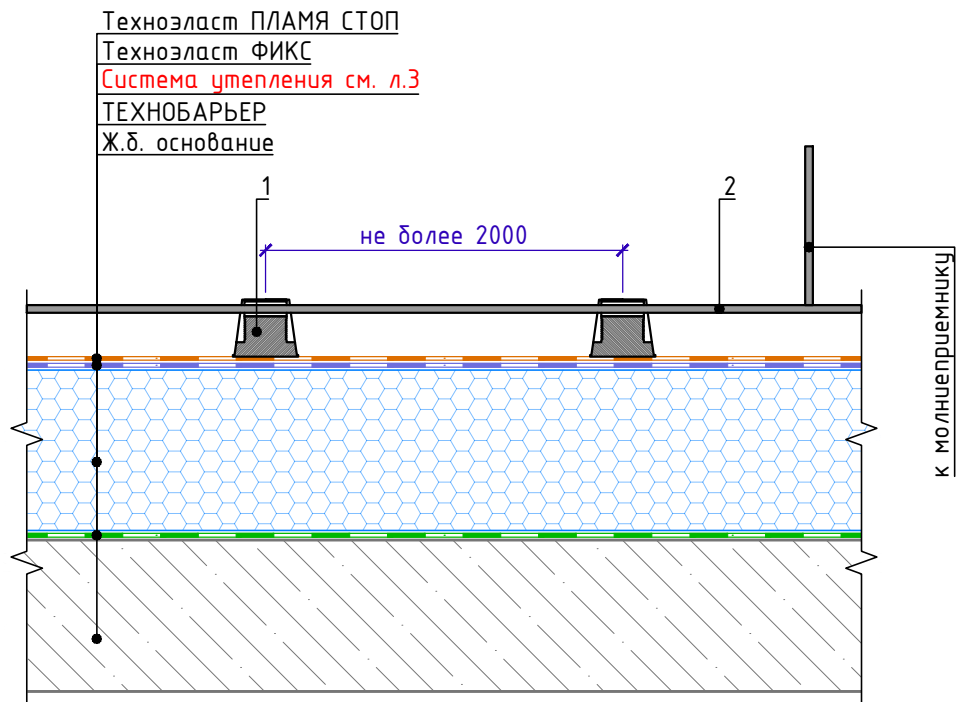 Техноэласт ПЛАМЯ СТОП
Техноэласт ФИКС
Система утепления см. л.3
ТЕХНОБАРЬЕР
Ж.б. основание
1
2
не более 2000
к молниеприемнику